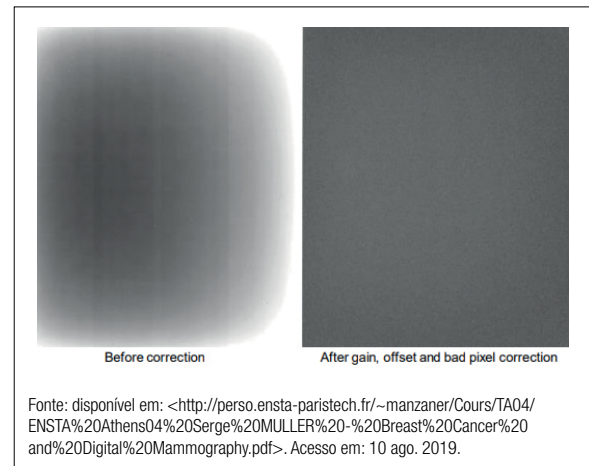 Before correction
After gain, offset and bad pixel correction
Fonte: disponível em: <http://perso.ensta-paristech.fr/~manzaner/Cours/TA04/
ENSTA%20Athens04%20Serge%20MULLER%20-%20Breast%20Cancer%20
and%20Digital%20Mammography.pdf>. Acesso em: 10 ago. 2019.